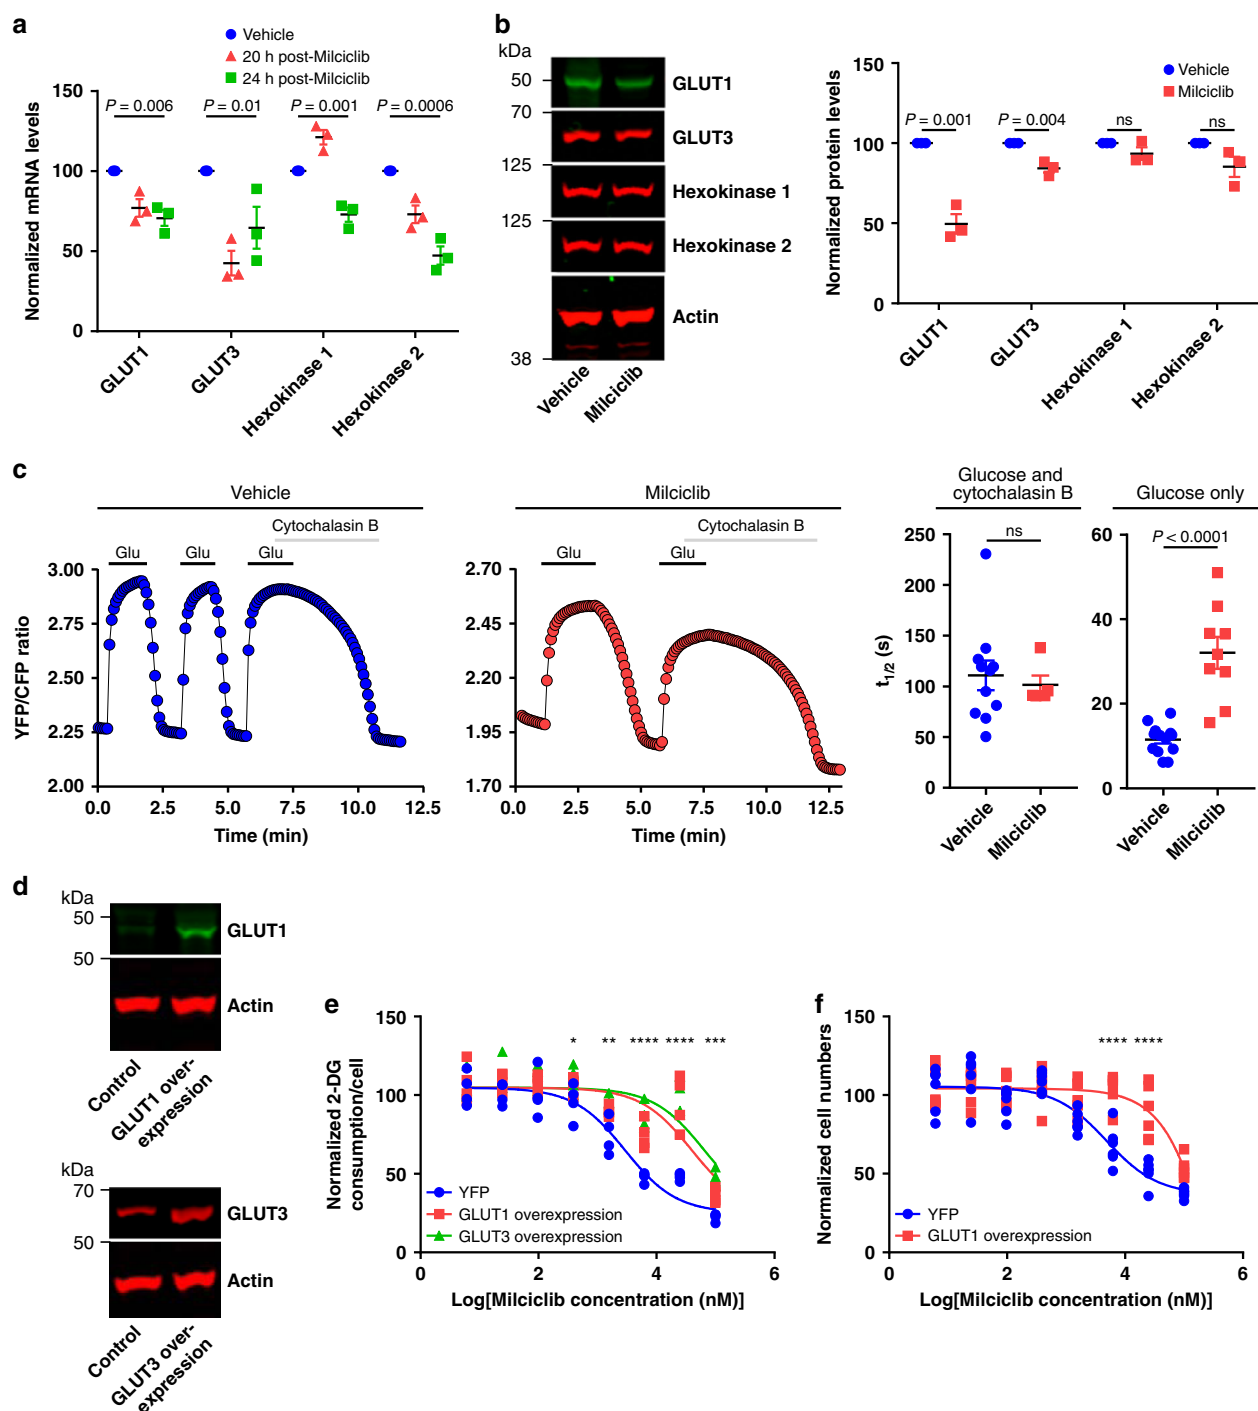 a
Vehicle
20 h post-Milciclib
24 h post-Milciclib
Normalized mRNA levels
150
100
50
0
P = 0.006
P = 0.01
P = 0.001
P = 0.0006
GLUT1
GLUT3
Hexokinase 1
Hexokinase 2
b
kDa
50
70
125
125
38
GLUT1
GLUT3
Hexokinase 1
Hexokinase 2
Actin
Vehicle
Milciclib
Normalized protein levels
150
100
50
0
Vehicle
Milciclib
P = 0.001
P = 0.004
ns
ns
GLUT1
GLUT3
Hexokinase 1
Hexokinase 2
c
Vehicle
Cytochalasin B
Glu
Glu
Glu
YFP/CFP ratio
3.00
2.75
2.50
2.25
2.00
0.0
2.5
5.0
7.5
10.0
12.5
Time (min)
Milciclib
Cytochalasin B
Glu
Glu
2.70
2.45
2.20
1.95
1.70
0.0
2.5
5.0
7.5
10.0
12.5
Time (min)
Glucose and
cytochalasin B
ns
t1/2 (s)
250
200
150
100
50
0
Vehicle
Milciclib
Glucose only
P < 0.0001
60
40
20
0
Vehicle
Milciclib
d
kDa
50
50
GLUT1
Actin
Control
GLUT1 over-
expression
kDa
70
50
GLUT3
Actin
Control
GLUT3 over-
expression
e
Normalized 2-DG
consumption/cell
150
100
50
0
* ** **** **** ***
YFP
GLUT1 overexpression
GLUT3 overexpression
0
2
4
6
Log[Milciclib concentration (nM)]
f
Normalized cell numbers
150
100
50
0
**** ****
YFP
GLUT1 overexpression
0
2
4
6
Log[Milciclib concentration (nM)]